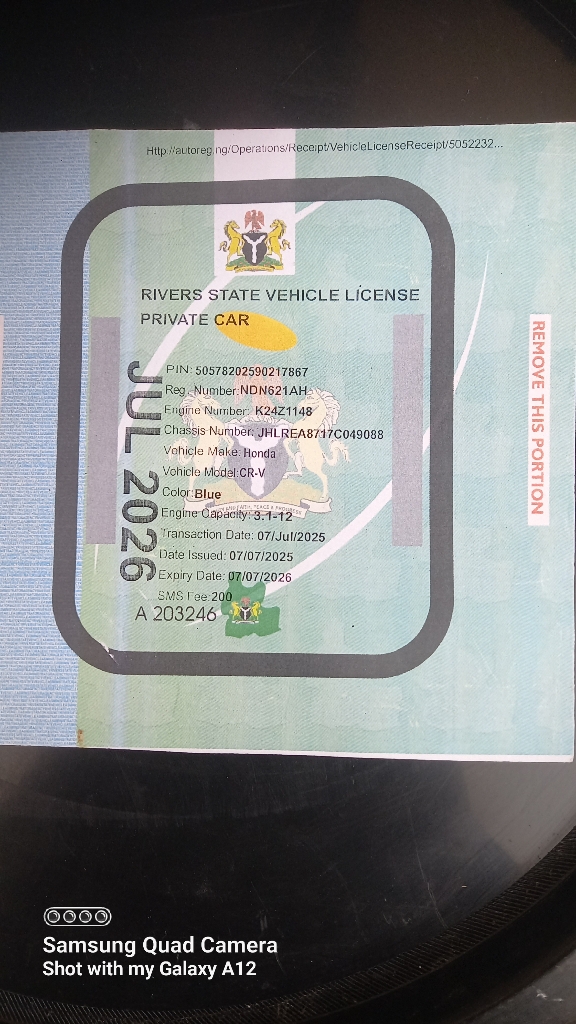 Http://autoreg.ng/Operations/Receipt/VehicleLicenseReceipt/5052232...
RIVERS STATE VEHICLE LICENSE
PRIVATE CAR
PIN: 50578202590217867
Reg. Number: NDN621AH
Engine Number: K24Z1148
Chassis Number: JHLREA8717C049088
Vehicle Make: Honda
Vehicle Model: CR-V
Color: Blue
Engine Capacity: 3.1-12
Transaction Date: 07/Jul/2025
Date Issued: 07/07/2025
Expiry Date: 07/07/2026
SMS Fee: 200
A 203246
JUL 2026
REMOVE THIS PORTION
Samsung Quad Camera
Shot with my Galaxy A12